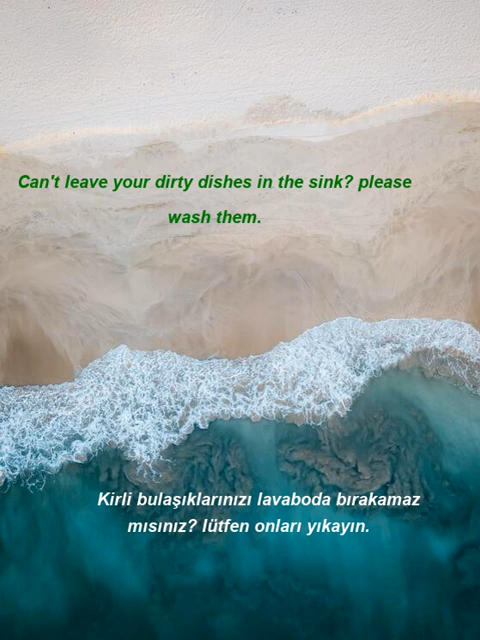 Can't leave your dirty dishes in the sink? please
wash them.
Kirli bulaşıklarınızı lavaboda bırakamaz
mısınız? lütfen onları yıkayın.